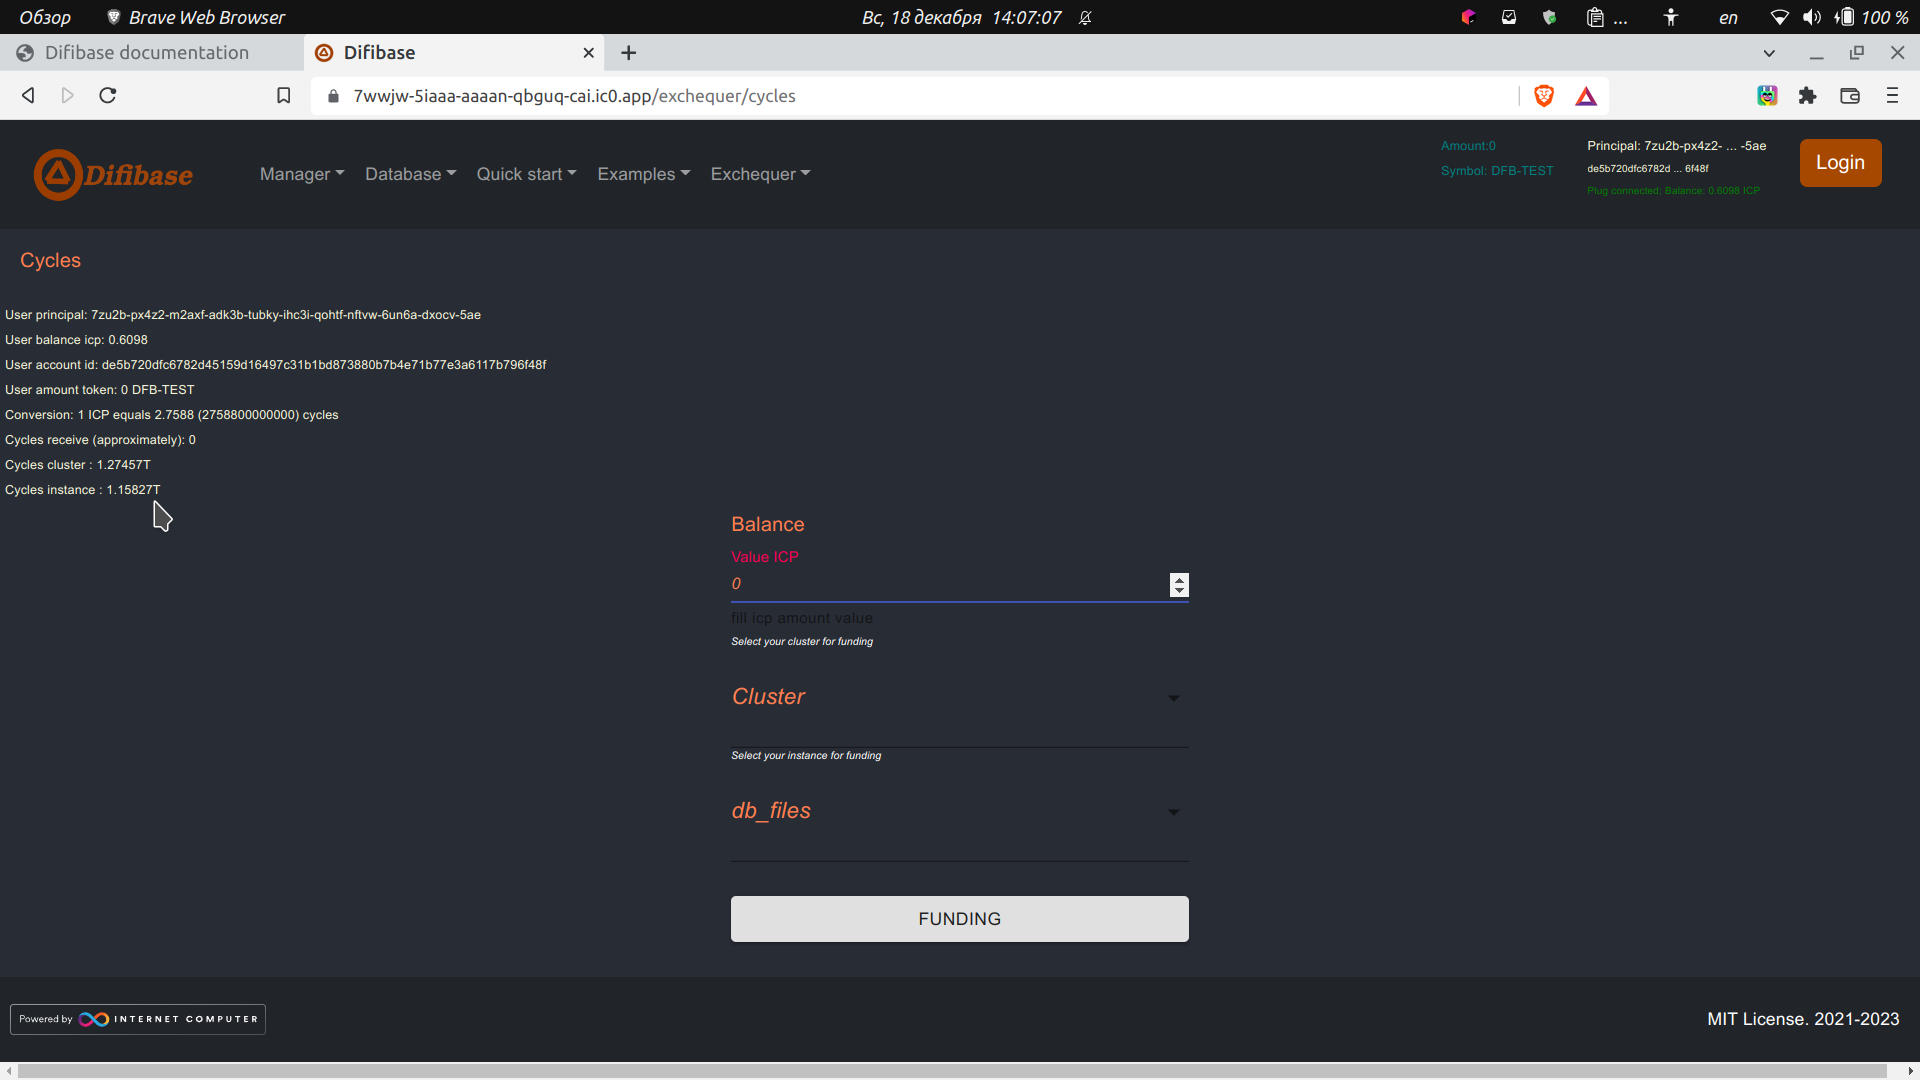 Обзор Brave Web Browser Вс, 18 декабря 14:07:07 ... en 100 %
Difibase documentation Difibase
7wwjw-5iaaa-aaaan-qbguq-cai.ic0.app/exchequer/cycles
Difibase Manager Database Quick start Examples Exchequer
Amount:0
Symbol: DFB-TEST
Principal: 7zu2b-px4z2- ... -5ae
de5b720dfc6782d ... 6f48f
Plug connected; Balance: 0.6098 ICP
Login
Cycles
User principal: 7zu2b-px4z2-m2axf-adk3b-tubky-ihc3i-qohtf-nftvw-6un6a-dxocv-5ae
User balance icp: 0.6098
User account id: de5b720dfc6782d45159d16497c31b1bd873880b7b4e71b77e3a6117b796f48f
User amount token: 0 DFB-TEST
Conversion: 1 ICP equals 2.7588 (2758800000000) cycles
Cycles receive (approximately): 0
Cycles cluster : 1.27457T
Cycles instance : 1.15827T
Balance
Value ICP
0
fill icp amount value
Select your cluster for funding
Cluster
Select your instance for funding
db_files
FUNDING
Powered by INTERNET COMPUTER
MIT License. 2021-2023